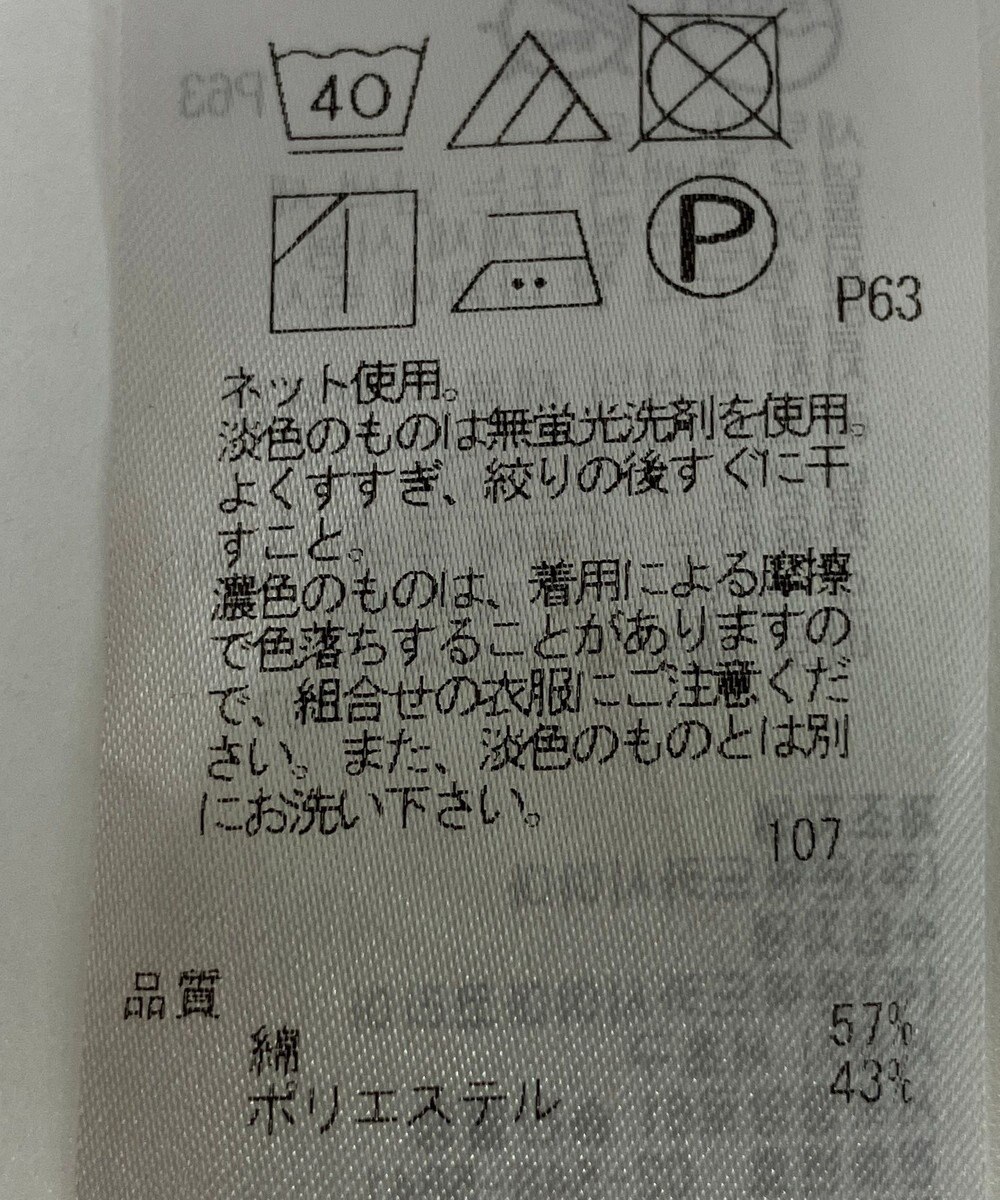 40
P
P63
ネット使用。
淡色のものは無蛍光洗剤を使用。
よくすすぎ、絞りの後すぐに干
すこと。
濃色のものは、着用による摩擦
で色落ちすることがありますの
で、組合せの衣服にご注意くだ
さい。また、淡色のものとは別
にお洗い下さい。
107
品質
綿 57%
ポリエステル 43%